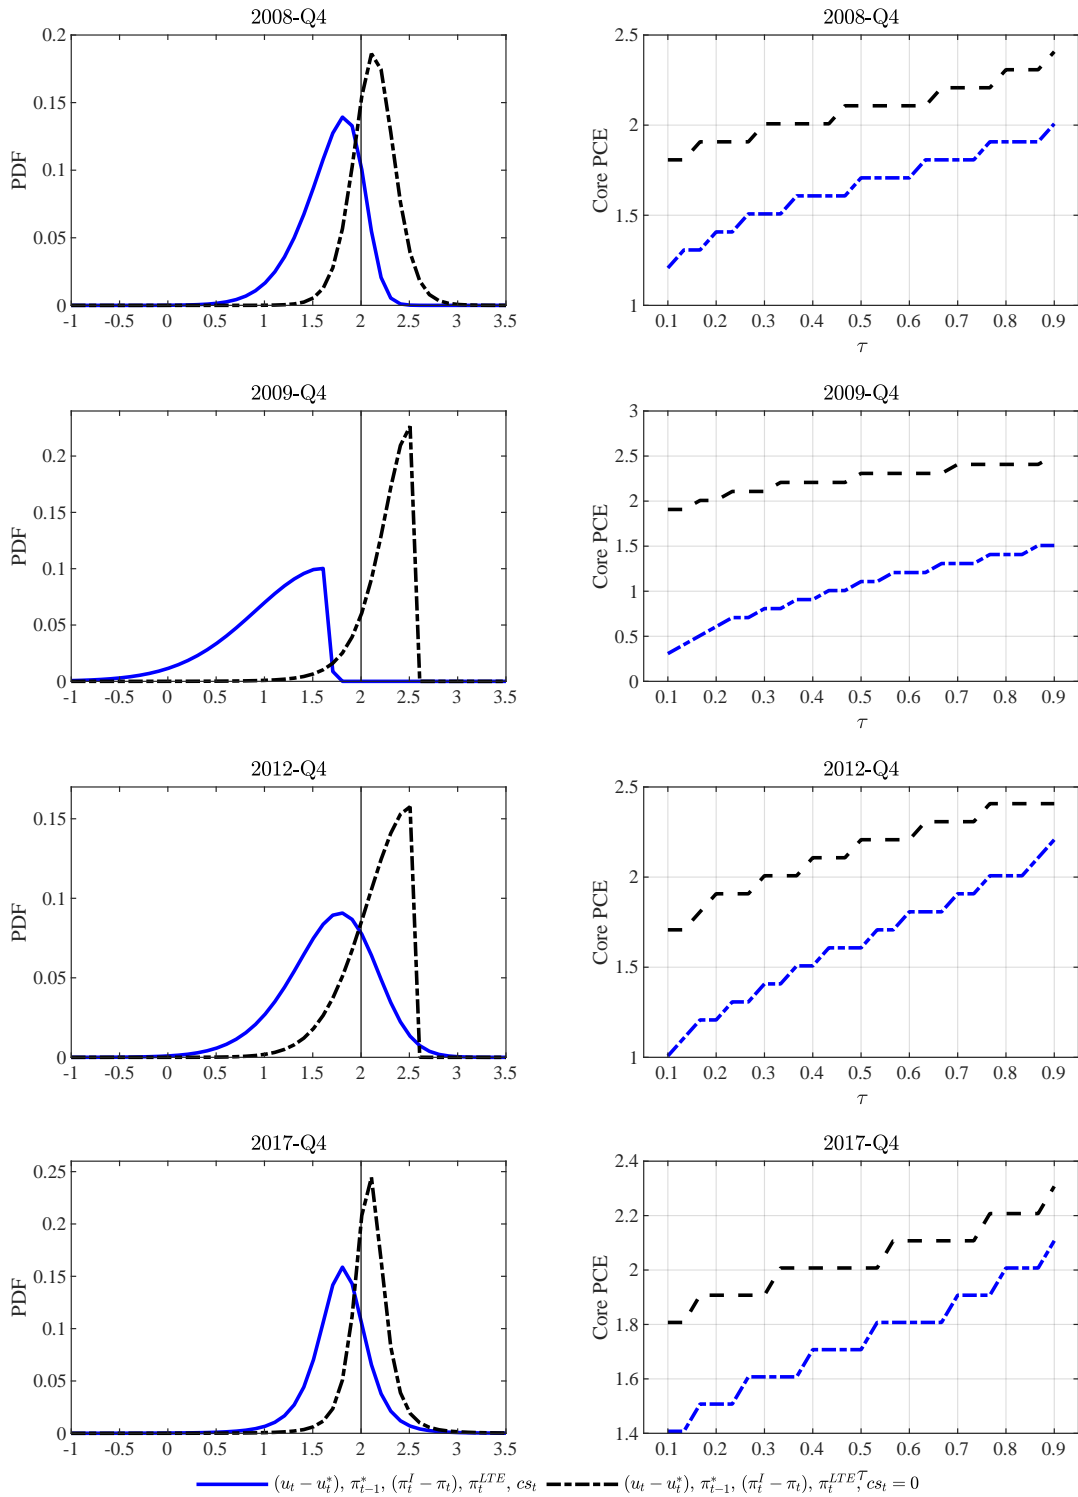 2008-Q4
0.2
0.15
0.1
0.05
0
PDF
-1 -0.5 0 0.5 1 1.5 2 2.5 3 3.5
2008-Q4
2.5
2
1.5
1
Core PCE
0.1 0.2 0.3 0.4 0.5 0.6 0.7 0.8 0.9
τ
2009-Q4
0.2
0.15
0.1
0.05
0
PDF
-1 -0.5 0 0.5 1 1.5 2 2.5 3 3.5
2009-Q4
3
2.5
2
1.5
1
0.5
0
Core PCE
0.1 0.2 0.3 0.4 0.5 0.6 0.7 0.8 0.9
τ
2012-Q4
0.15
0.1
0.05
0
PDF
-1 -0.5 0 0.5 1 1.5 2 2.5 3 3.5
2012-Q4
2.5
2
1.5
1
Core PCE
0.1 0.2 0.3 0.4 0.5 0.6 0.7 0.8 0.9
τ
2017-Q4
0.25
0.2
0.15
0.1
0.05
0
PDF
-1 -0.5 0 0.5 1 1.5 2 2.5 3 3.5
2017-Q4
2.4
2.2
2
1.8
1.6
1.4
Core PCE
0.1 0.2 0.3 0.4 0.5 0.6 0.7 0.8 0.9
τ
(u_t − u_t^*), π_{t−1}^*, (π_t^I − π_t), π_t^{LTE}, cs_t (u_t − u_t^*), π_{t−1}^*, (π_t^I − π_t), π_t^{LTE}, cs_t = 0